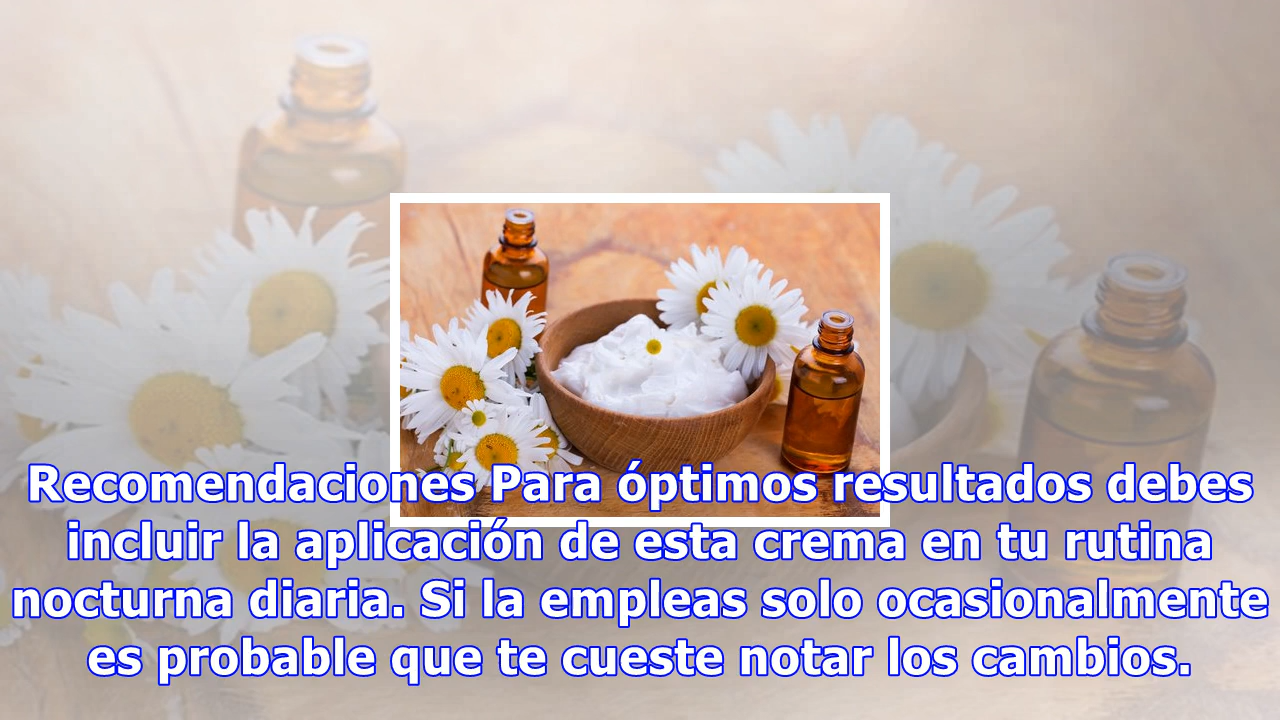 Recomendaciones Para óptimos resultados debes
incluir la aplicación de esta crema en tu rutina
nocturna diaria. Si la empleas solo ocasionalmente
es probable que te cueste notar los cambios.